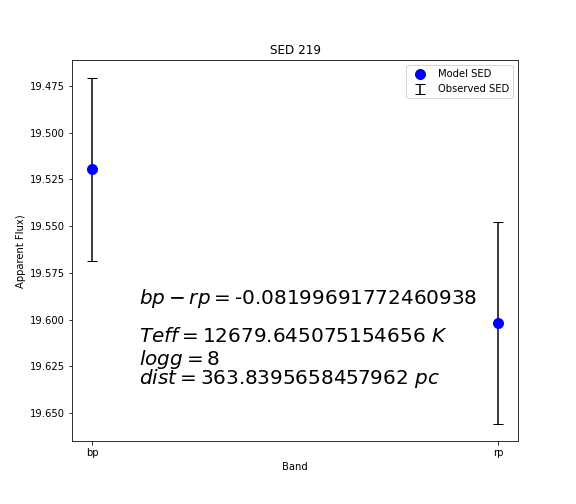 SED 219
Model SED
Observed SED
19.475
19.500
19.525
19.550
19.575
19.600
19.625
19.650
Apparent Flux)
bp − rp = -0.08199691772460938
Teff = 12679.645075154656 K
logg = 8
dist = 363.8395658457962 pc
bp
rp
Band